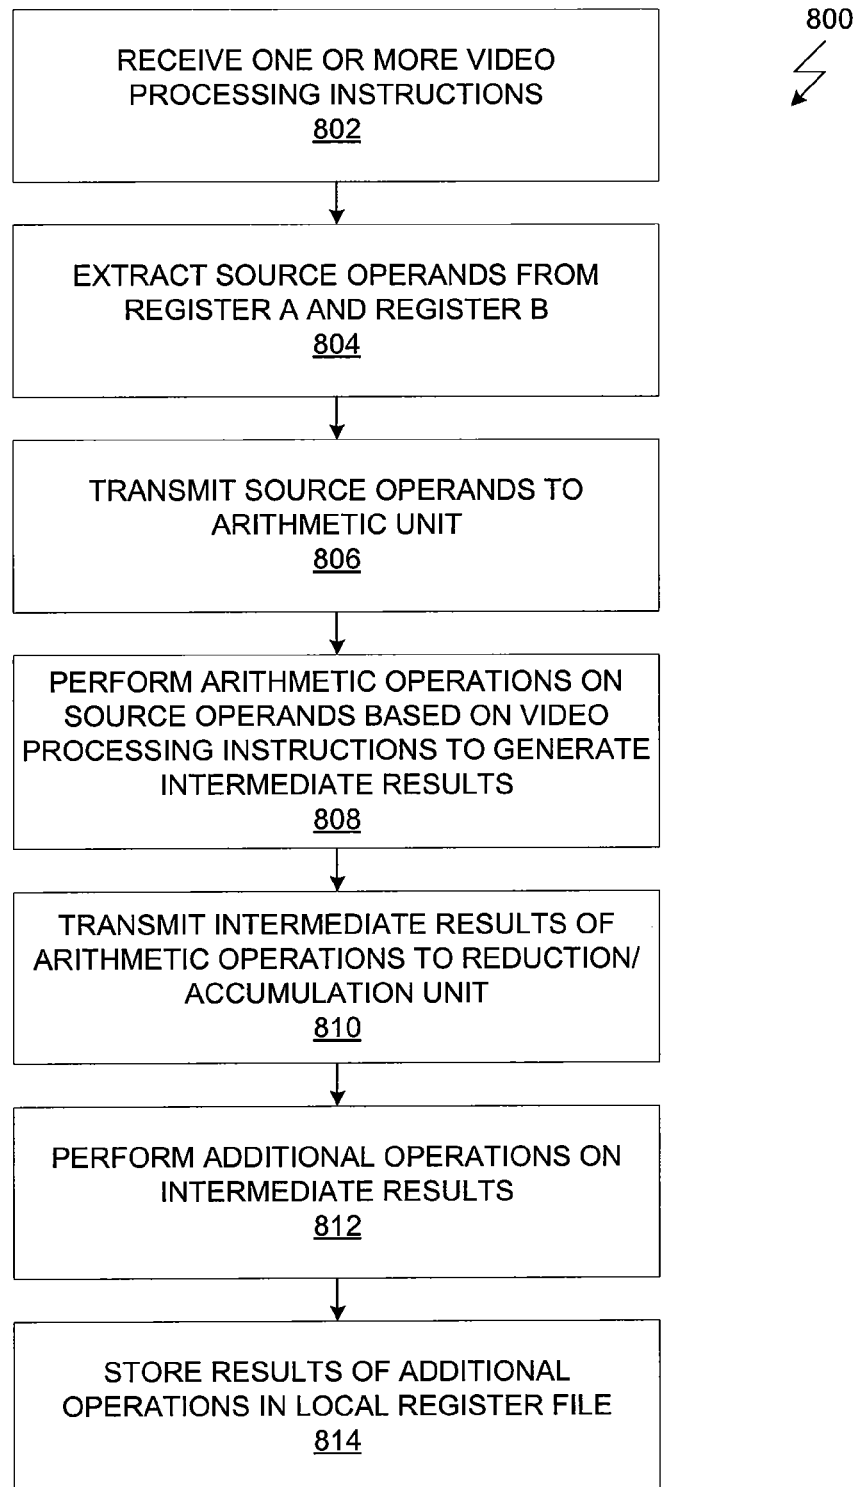 800
RECEIVE ONE OR MORE VIDEO
PROCESSING INSTRUCTIONS
802
EXTRACT SOURCE OPERANDS FROM
REGISTER A AND REGISTER B
804
TRANSMIT SOURCE OPERANDS TO
ARITHMETIC UNIT
806
PERFORM ARITHMETIC OPERATIONS ON
SOURCE OPERANDS BASED ON VIDEO
PROCESSING INSTRUCTIONS TO GENERATE
INTERMEDIATE RESULTS
808
TRANSMIT INTERMEDIATE RESULTS OF
ARITHMETIC OPERATIONS TO REDUCTION/
ACCUMULATION UNIT
810
PERFORM ADDITIONAL OPERATIONS ON
INTERMEDIATE RESULTS
812
STORE RESULTS OF ADDITIONAL
OPERATIONS IN LOCAL REGISTER FILE
814